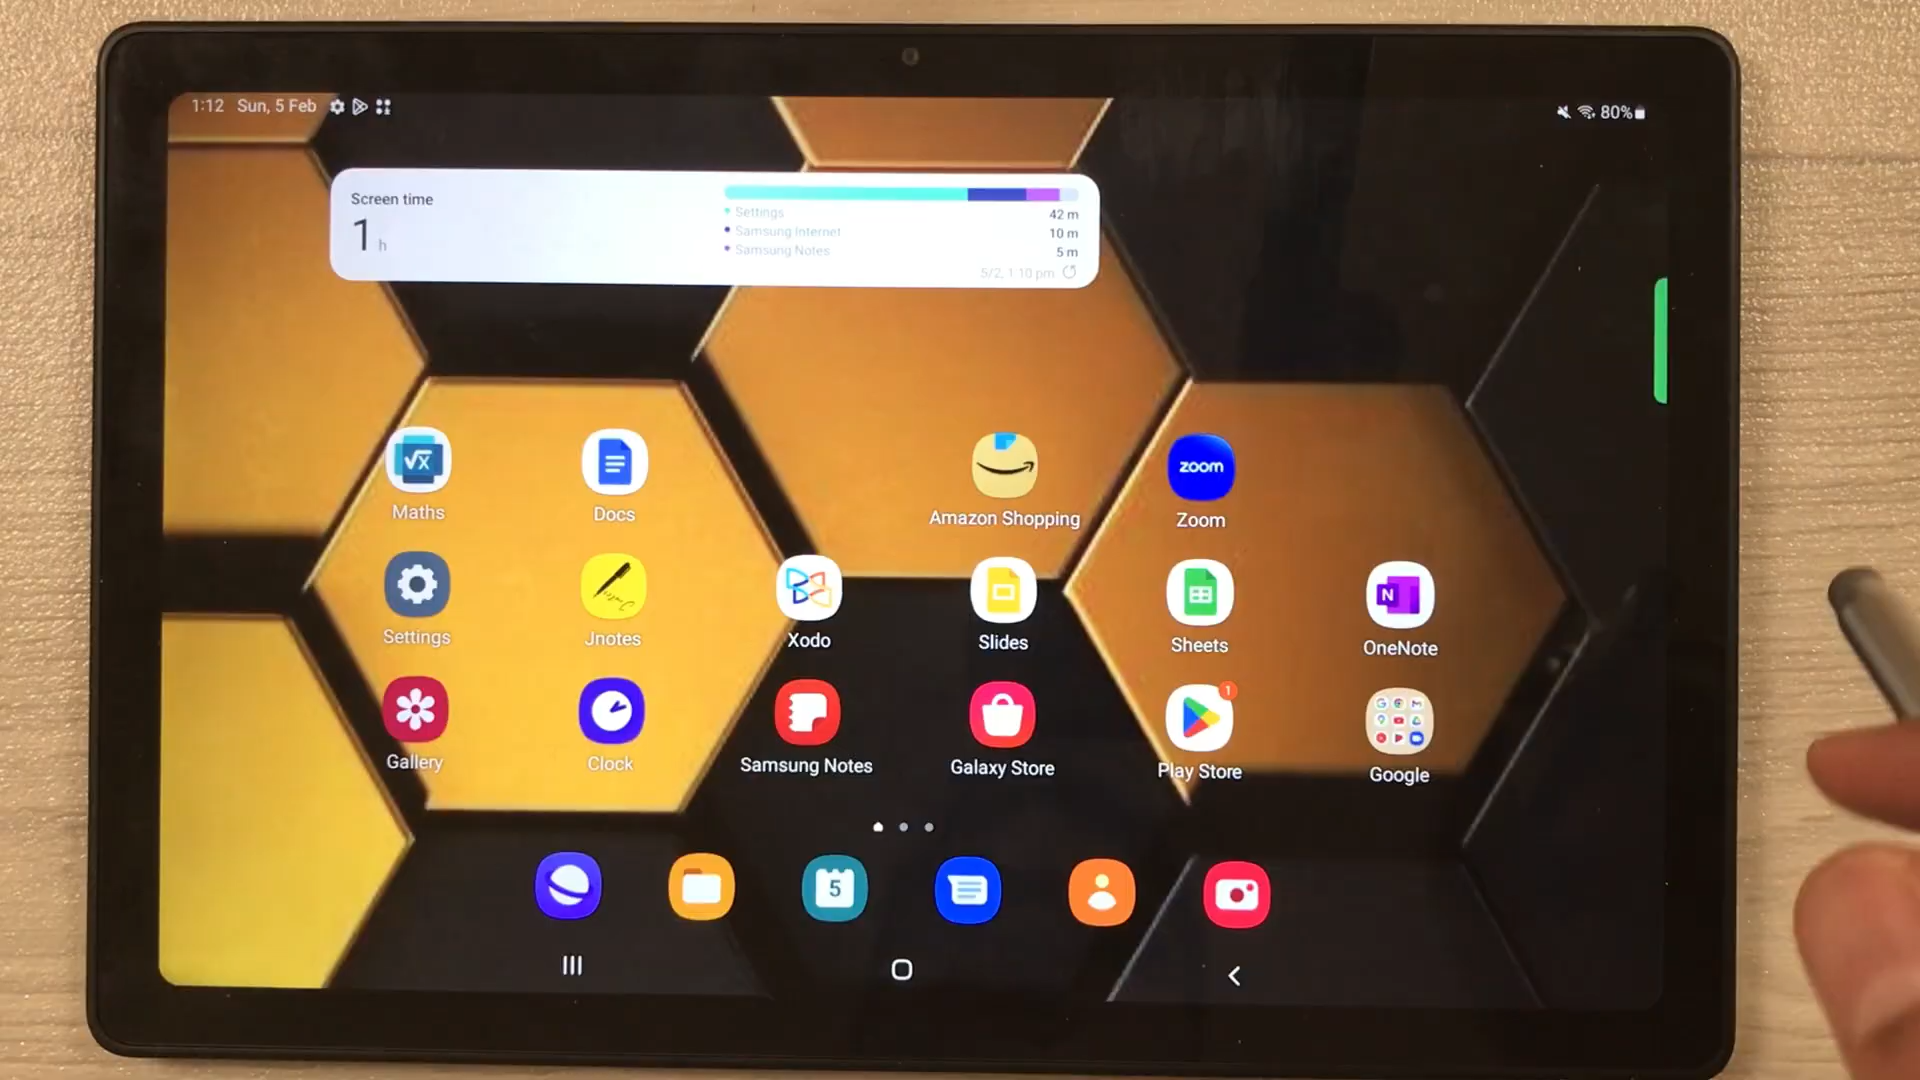 1:12 Sun, 5 Feb
80%
Screen time
1 h
Settings 42 m
Samsung Internet 10 m
Samsung Notes 5 m
5/2, 1:10 pm
√x
zoom
Maths
Docs
Amazon Shopping
Zoom
Jnotes
N
Settings
Jnotes
Xodo
Slides
Sheets
OneNote
1
Gallery
Clock
Samsung Notes
Galaxy Store
Play Store
Google
5